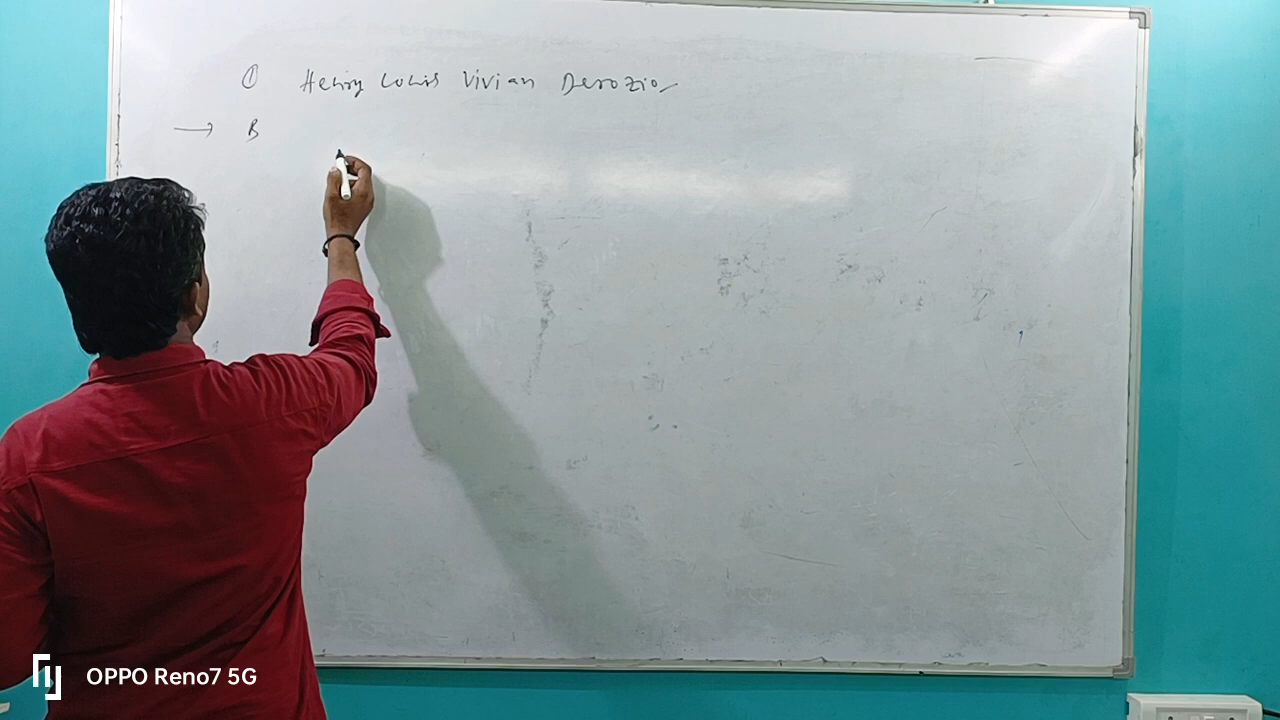 ① Henry Louis Vivian Derozio
→ B
OPPO Reno7 5G